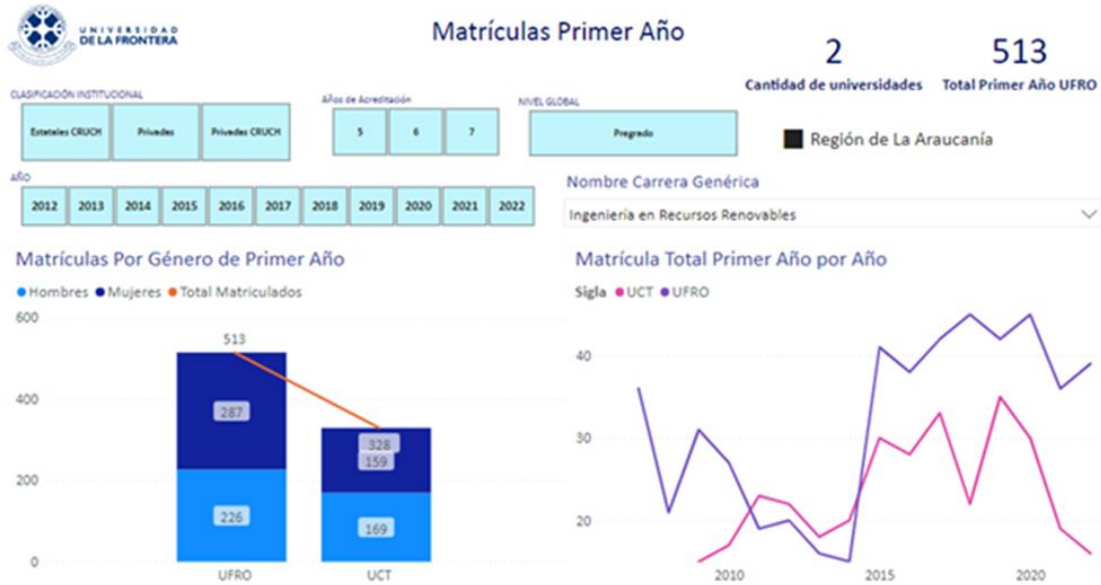 UNIVERSIDAD
DE LA FRONTERA
Matrículas Primer Año
2
Cantidad de universidades
513
Total Primer Año UFRO
CLASIFICACIÓN INSTITUCIONAL
Estatales CRUCH
Privadas
Privadas CRUCH
Años de Acreditación
5
6
7
NIVEL GLOBAL
Pregrado
Región de La Araucanía
AÑO
2012
2013
2014
2015
2016
2017
2018
2019
2020
2021
2022
Nombre Carrera Genérica
Ingeniería en Recursos Renovables
Matrículas Por Género de Primer Año
Hombres Mujeres Total Matriculados
600
400
200
0
513
287
226
328
159
169
UFRO
UCT
Matrícula Total Primer Año por Año
Sigla UCT UFRO
40
30
20
2010
2015
2020